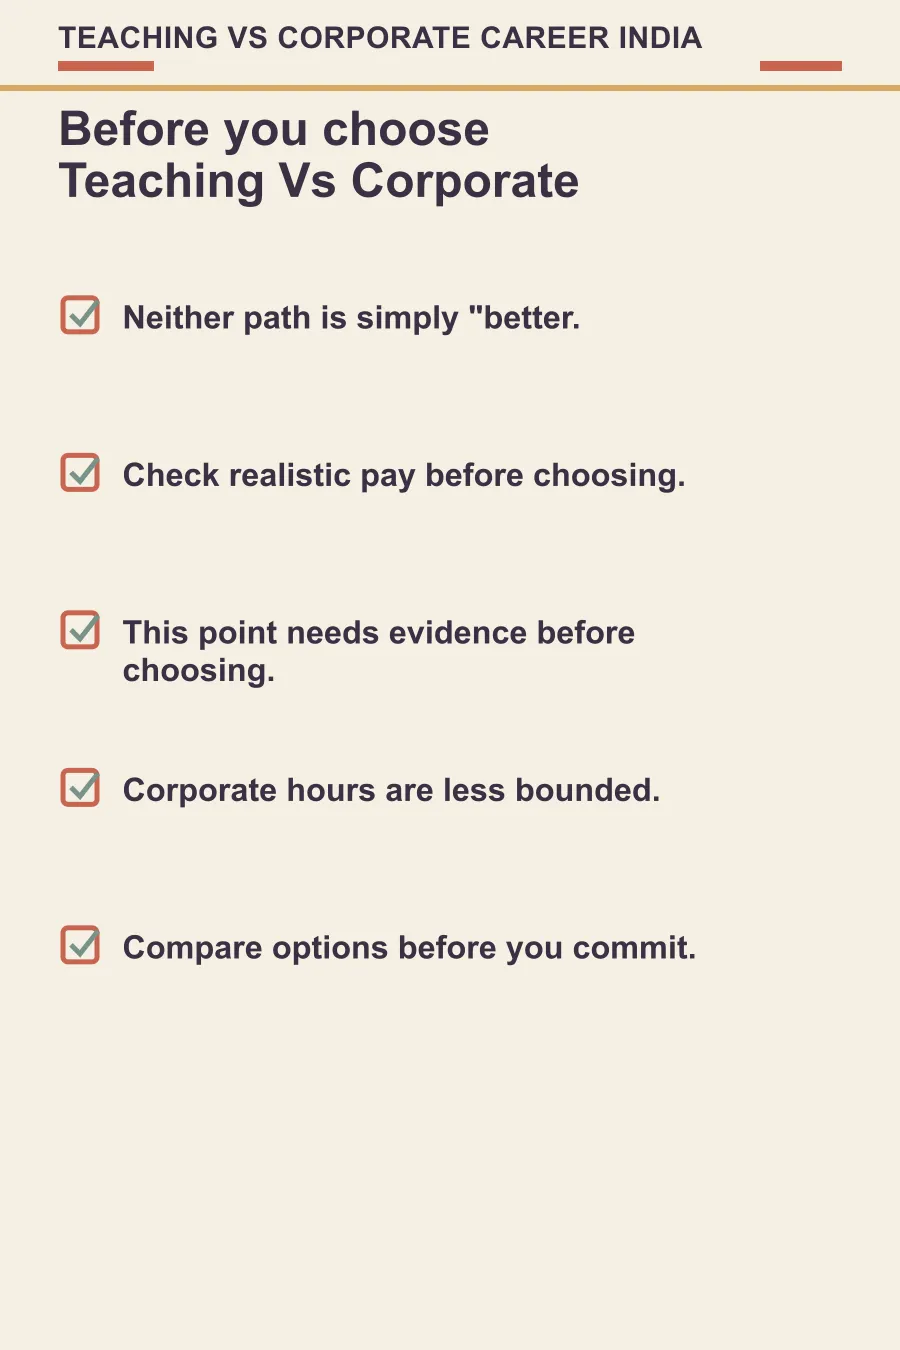 TEACHING VS CORPORATE CAREER INDIA
Before you choose
Teaching Vs Corporate
Neither path is simply "better.
Check realistic pay before choosing.
This point needs evidence before
choosing.
Corporate hours are less bounded.
Compare options before you commit.